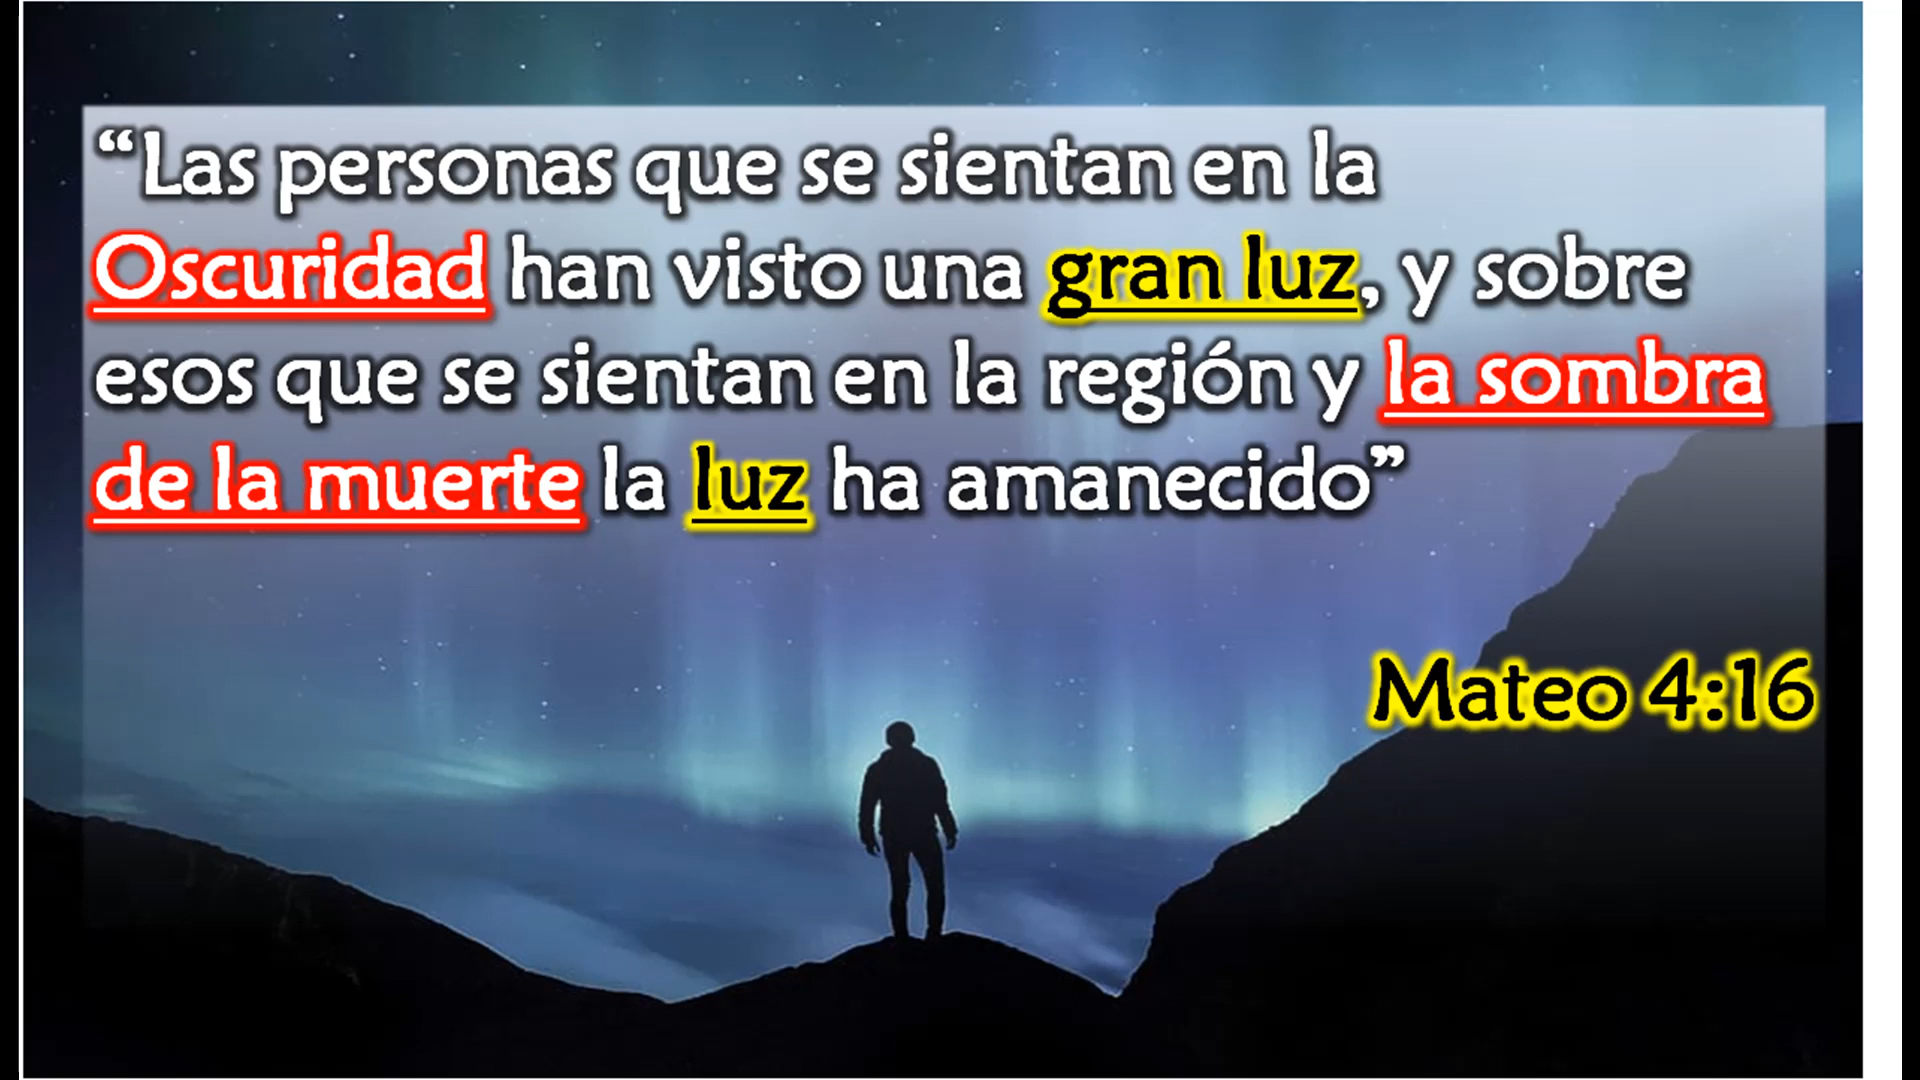 “Las personas que se sientan en la
Oscuridad han visto una gran luz, y sobre
esos que se sientan en la región y la sombra
de la muerte la luz ha amanecido”
Mateo 4:16